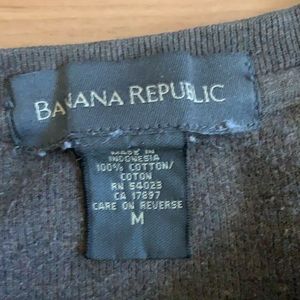 BANANA REPUBLIC
MADE IN
INDONESIA
100% COTTON/
COTON
RN 54023
CA 17897
CARE ON REVERSE
M